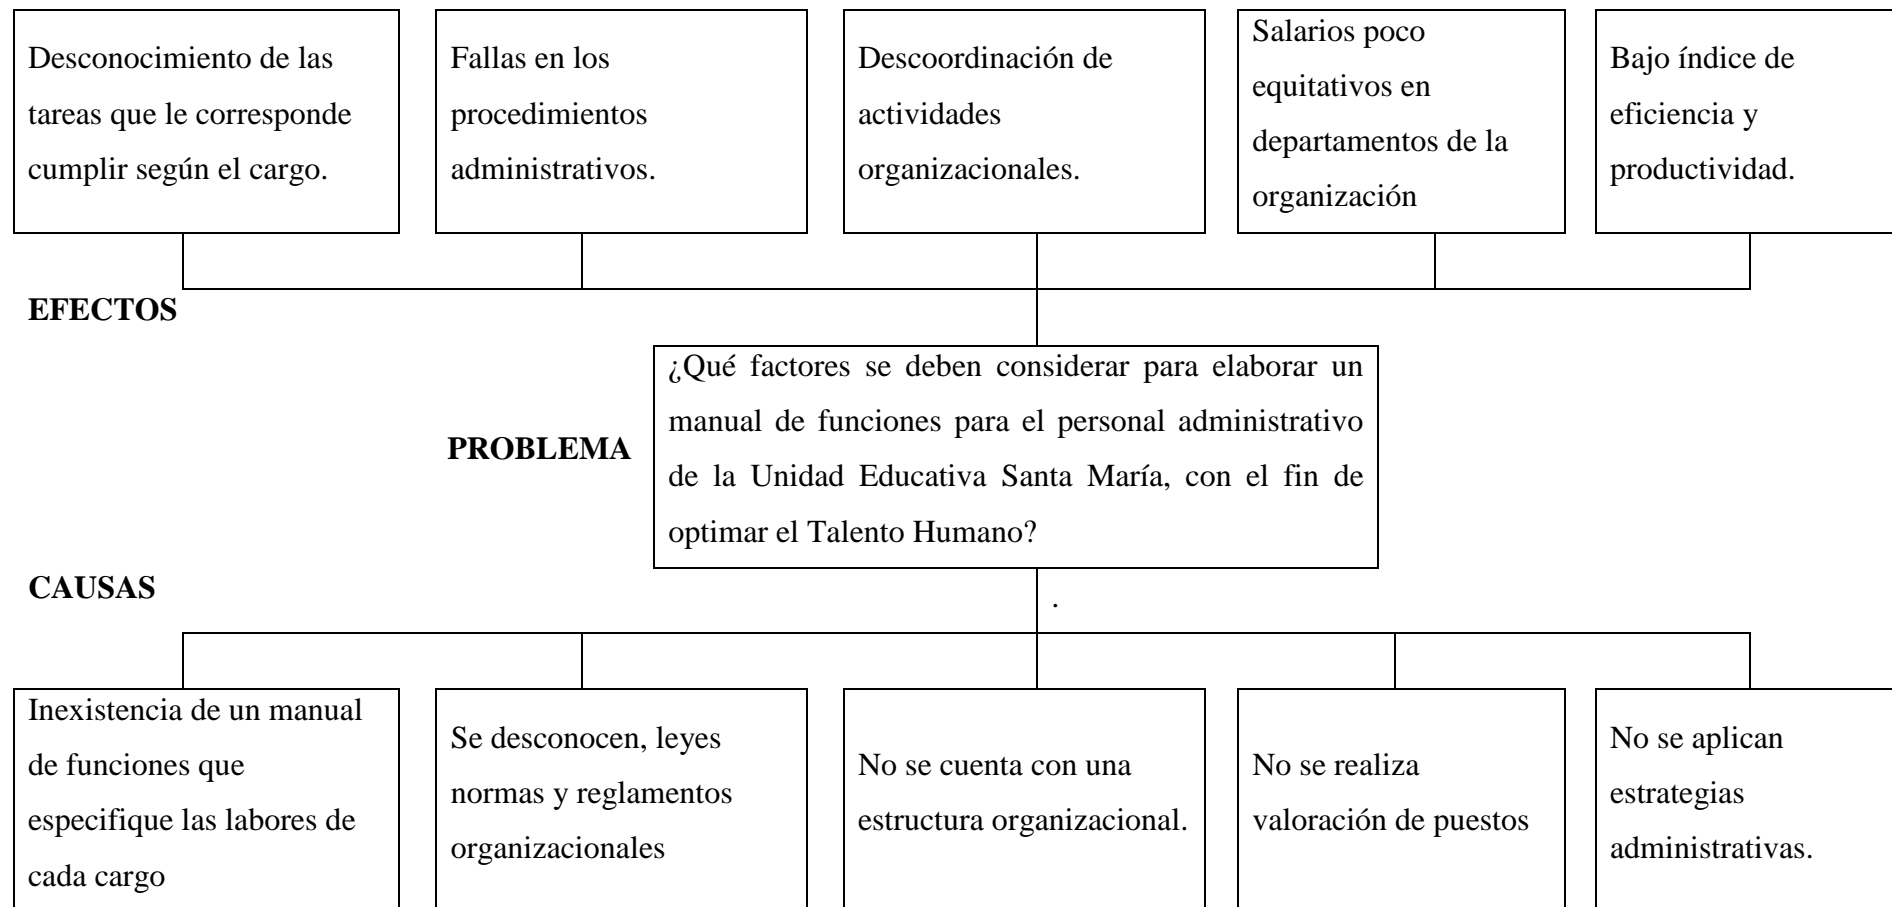 Desconocimiento de las
tareas que le corresponde
cumplir según el cargo.
Fallas en los
procedimientos
administrativos.
Descoordinación de
actividades
organizacionales.
Salarios poco
equitativos en
departamentos de la
organización
Bajo índice de
eficiencia y
productividad.
EFECTOS
¿Qué factores se deben considerar para elaborar un
manual de funciones para el personal administrativo
de la Unidad Educativa Santa María, con el fin de
optimar el Talento Humano?
PROBLEMA
CAUSAS
.
Inexistencia de un manual
de funciones que
especifique las labores de
cada cargo
Se desconocen, leyes
normas y reglamentos
organizacionales
No se cuenta con una
estructura organizacional.
No se realiza
valoración de puestos
No se aplican
estrategias
administrativas.